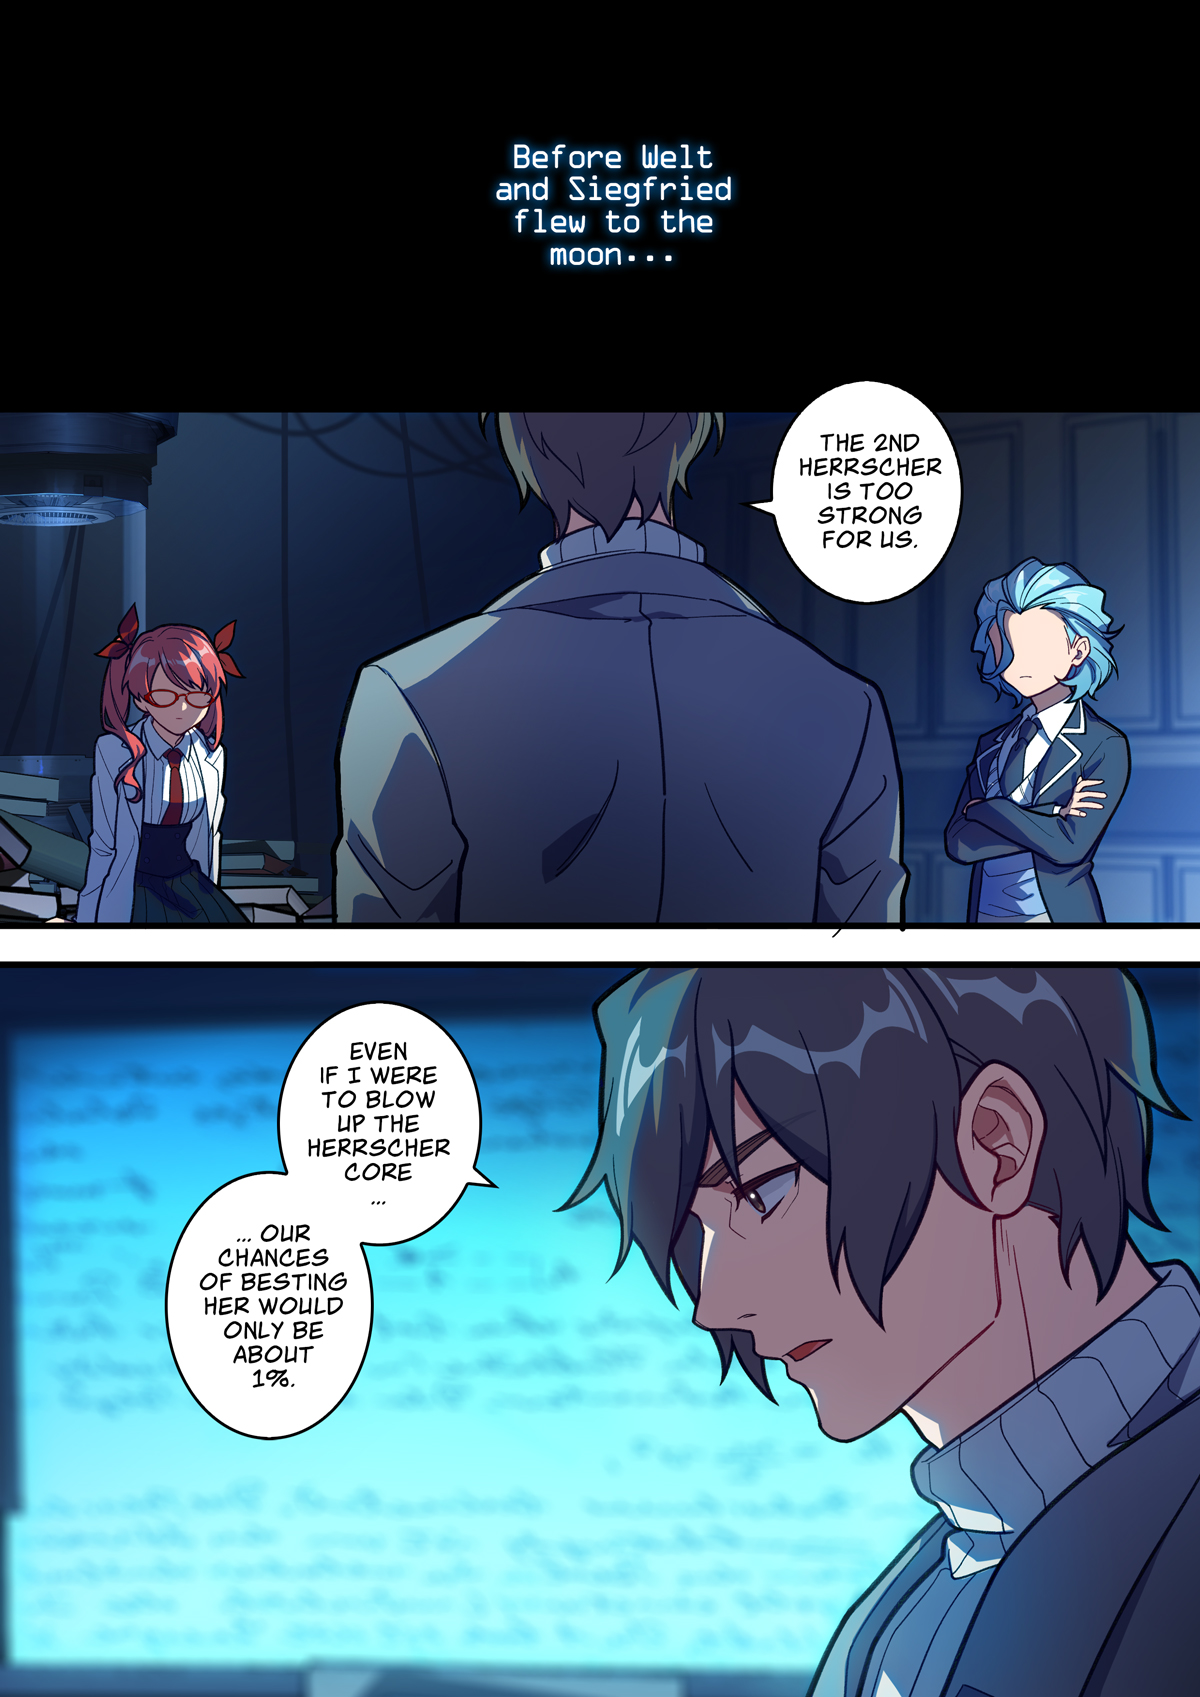 Before Welt
and Siegfried
flew to the
moon...
THE 2ND
HERRSCHER
IS TOO
STRONG
FOR US.
EVEN
IF I WERE
TO BLOW
UP THE
HERRSCHER
CORE
...
... OUR
CHANCES
OF BESTING
HER WOULD
ONLY BE
ABOUT
1%.